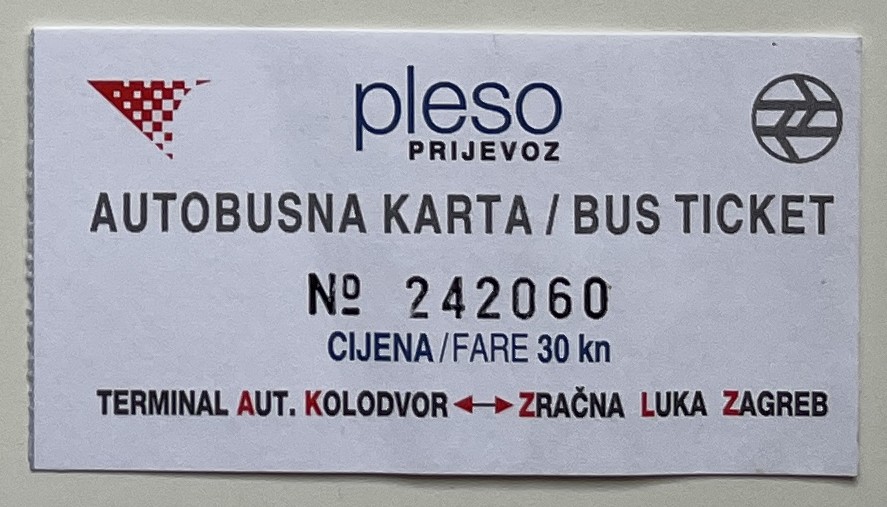 pleso
PRIJEVOZ
AUTOBUSNA KARTA / BUS TICKET
Nº 242060
CIJENA/FARE 30 kn
TERMINAL AUT. KOLODVOR ↔ ZRAČNA LUKA ZAGREB